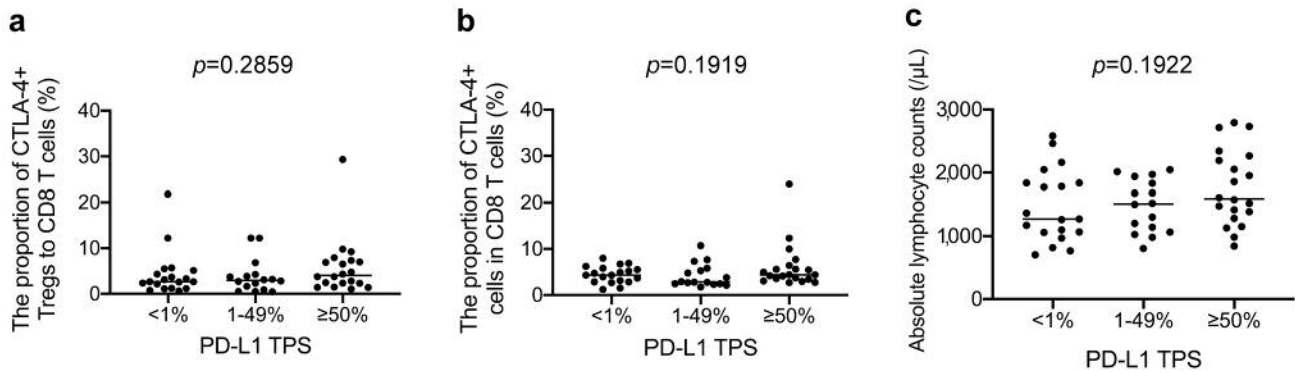 a
p=0.2859
The proportion of CTLA-4+
Tregs to CD8 T cells (%)
40
30
20
10
0
<1%
1-49%
≥50%
PD-L1 TPS
b
p=0.1919
The proportion of CTLA-4+
cells in CD8 T cells (%)
40
30
20
10
0
<1%
1-49%
≥50%
PD-L1 TPS
c
p=0.1922
Absolute lymphocyte counts (/μL)
3,000
2,000
1,000
0
<1%
1-49%
≥50%
PD-L1 TPS